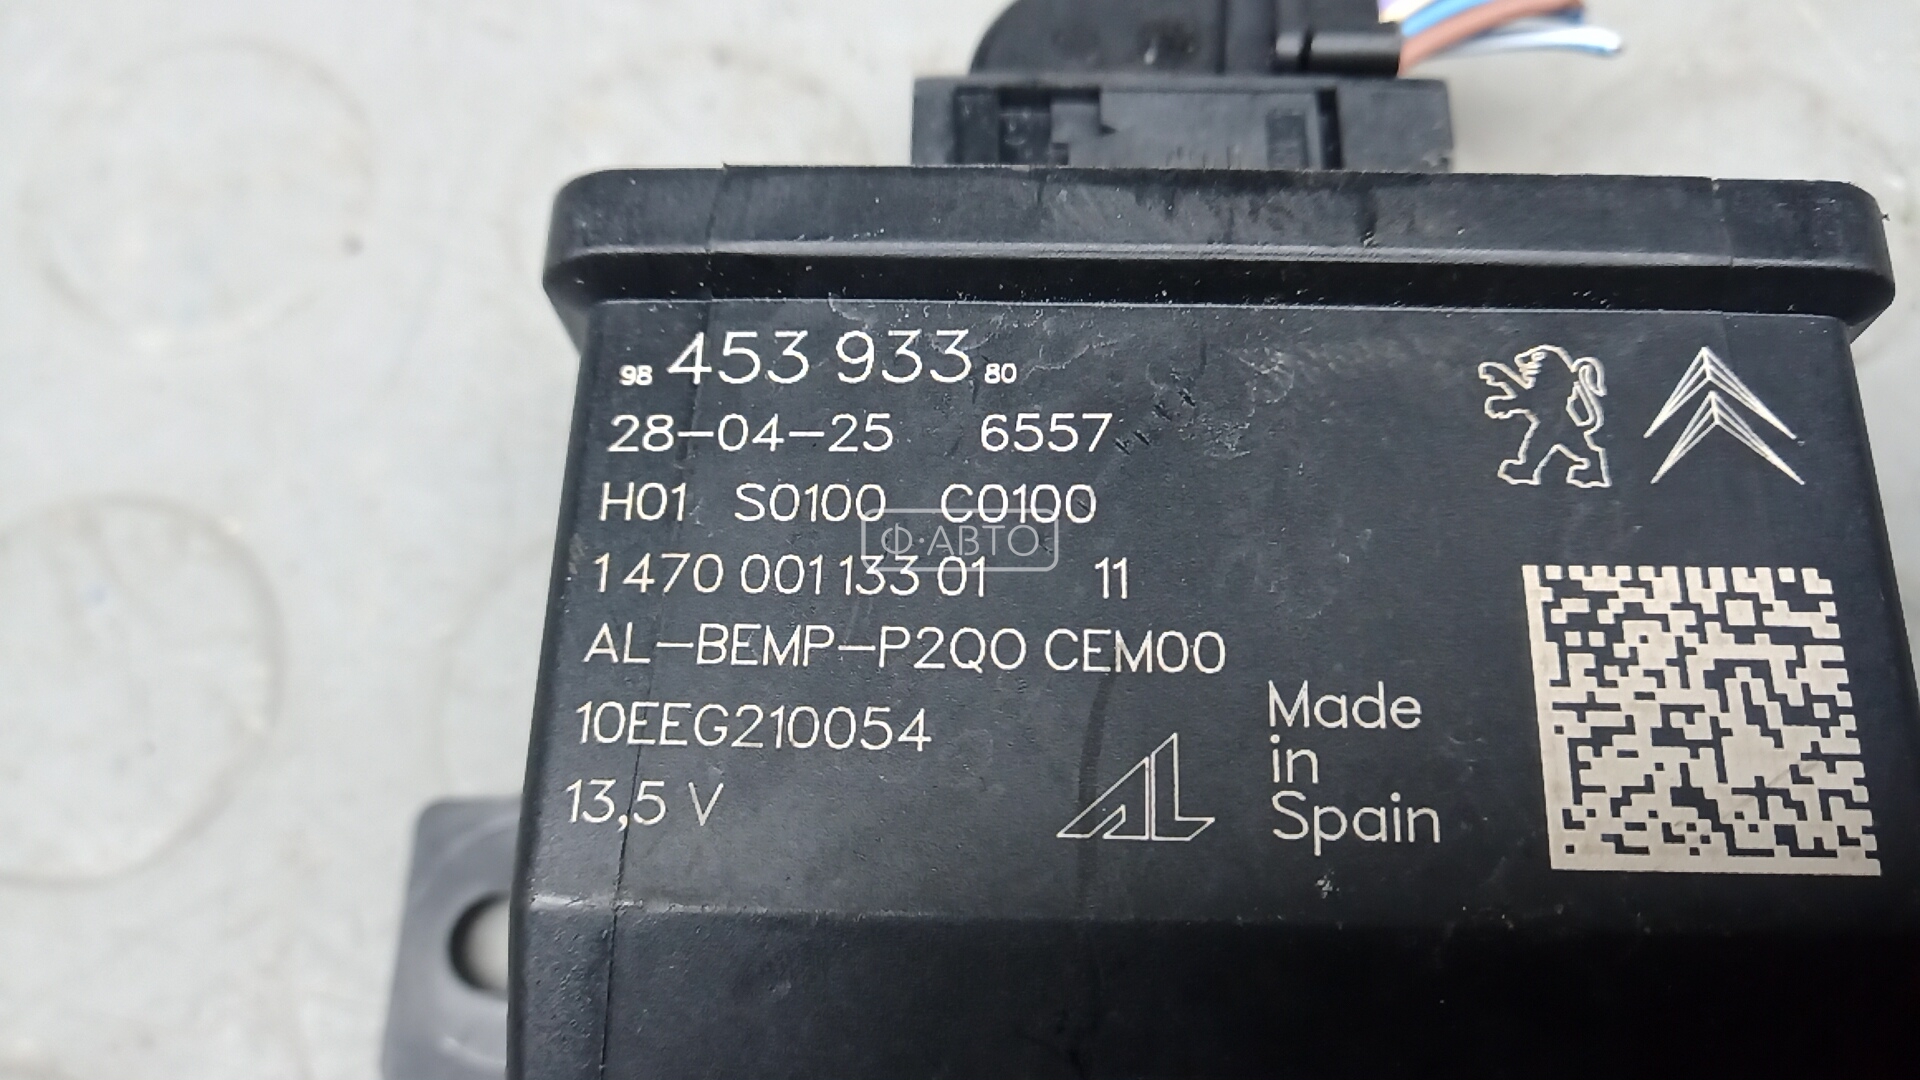 98 453 933 80
28-04-25 6557
H01 S0100 C0100
Ф·АВТО
1 470 001 133 01 11
AL-BEMP-P2Q0 CEM00
10EEG210054
13,5 V
AL
Made
in
Spain